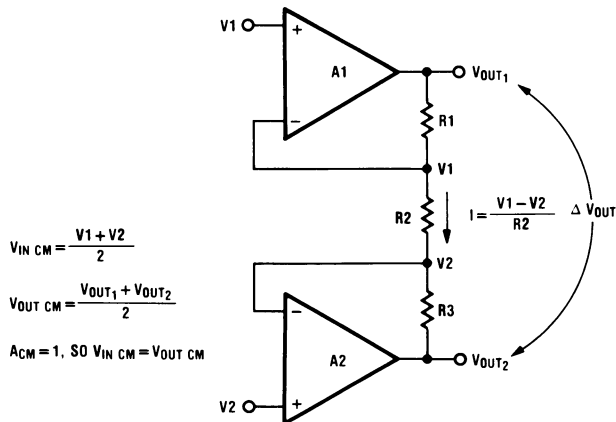 V1
+
A1
−
VOUT1
R1
V1
R2
I = V1 − V2 / R2
Δ VOUT
V2
R3
−
A2
+
V2
VOUT2
VIN CM = V1 + V2 / 2
VOUT CM = VOUT1 + VOUT2 / 2
ACM = 1, SO VIN CM = VOUT CM